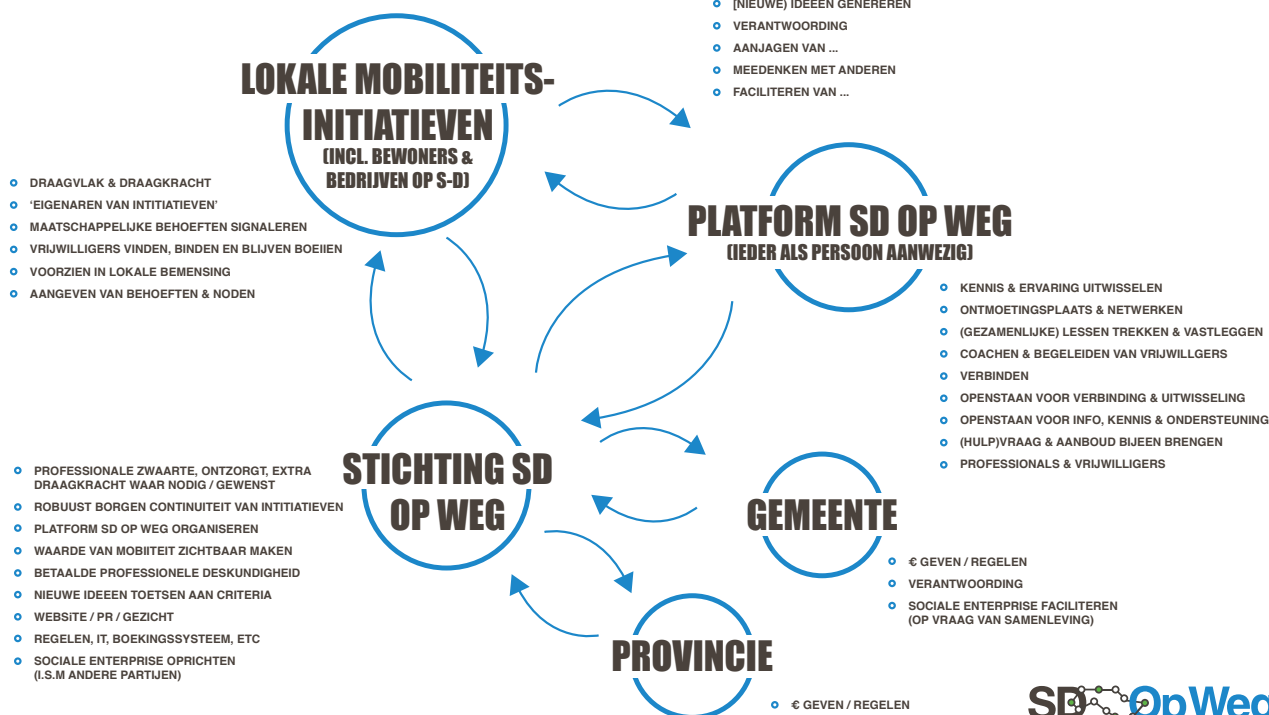 [NIEUWE) IDEEEN GENEREREN
VERANTWOORDING
AANJAGEN VAN ...
MEEDENKEN MET ANDEREN
FACILITEREN VAN ...
LOKALE MOBILITEITS-
INITIATIEVEN
(INCL. BEWONERS &
BEDRIJVEN OP S-D)
DRAAGVLAK & DRAAGKRACHT
‘EIGENAREN VAN INTITIATIEVEN’
MAATSCHAPPELIJKE BEHOEFTEN SIGNALEREN
VRIJWILLIGERS VINDEN, BINDEN EN BLIJVEN BOEIIEN
VOORZIEN IN LOKALE BEMENSING
AANGEVEN VAN BEHOEFTEN & NODEN
PLATFORM SD OP WEG
(IEDER ALS PERSOON AANWEZIG)
KENNIS & ERVARING UITWISSELEN
ONTMOETINGSPLAATS & NETWERKEN
(GEZAMENLIJKE) LESSEN TREKKEN & VASTLEGGEN
COACHEN & BEGELEIDEN VAN VRIJWILLGERS
VERBINDEN
OPENSTAAN VOOR VERBINDING & UITWISSELING
OPENSTAAN VOOR INFO, KENNIS & ONDERSTEUNING
(HULP)VRAAG & AANBOUD BIJEEN BRENGEN
PROFESSIONALS & VRIJWILLIGERS
STICHTING SD
OP WEG
PROFESSIONALE ZWAARTE, ONTZORGT, EXTRA
DRAAGKRACHT WAAR NODIG / GEWENST
ROBUUST BORGEN CONTINUITEIT VAN INTITIATIEVEN
PLATFORM SD OP WEG ORGANISEREN
WAARDE VAN MOBIITEIT ZICHTBAAR MAKEN
BETAALDE PROFESSIONELE DESKUNDIGHEID
NIEUWE IDEEEN TOETSEN AAN CRITERIA
WEBSiTE / PR / GEZICHT
REGELEN, IT, BOEKINGSSYSTEEM, ETC
SOCIALE ENTERPRISE OPRICHTEN
(I.S.M ANDERE PARTIJEN)
GEMEENTE
€ GEVEN / REGELEN
VERANTWOORDING
SOCIALE ENTERPRISE FACILITEREN
(OP VRAAG VAN SAMENLEVING)
PROVINCIE
€ GEVEN / REGELEN
SD Op Weg